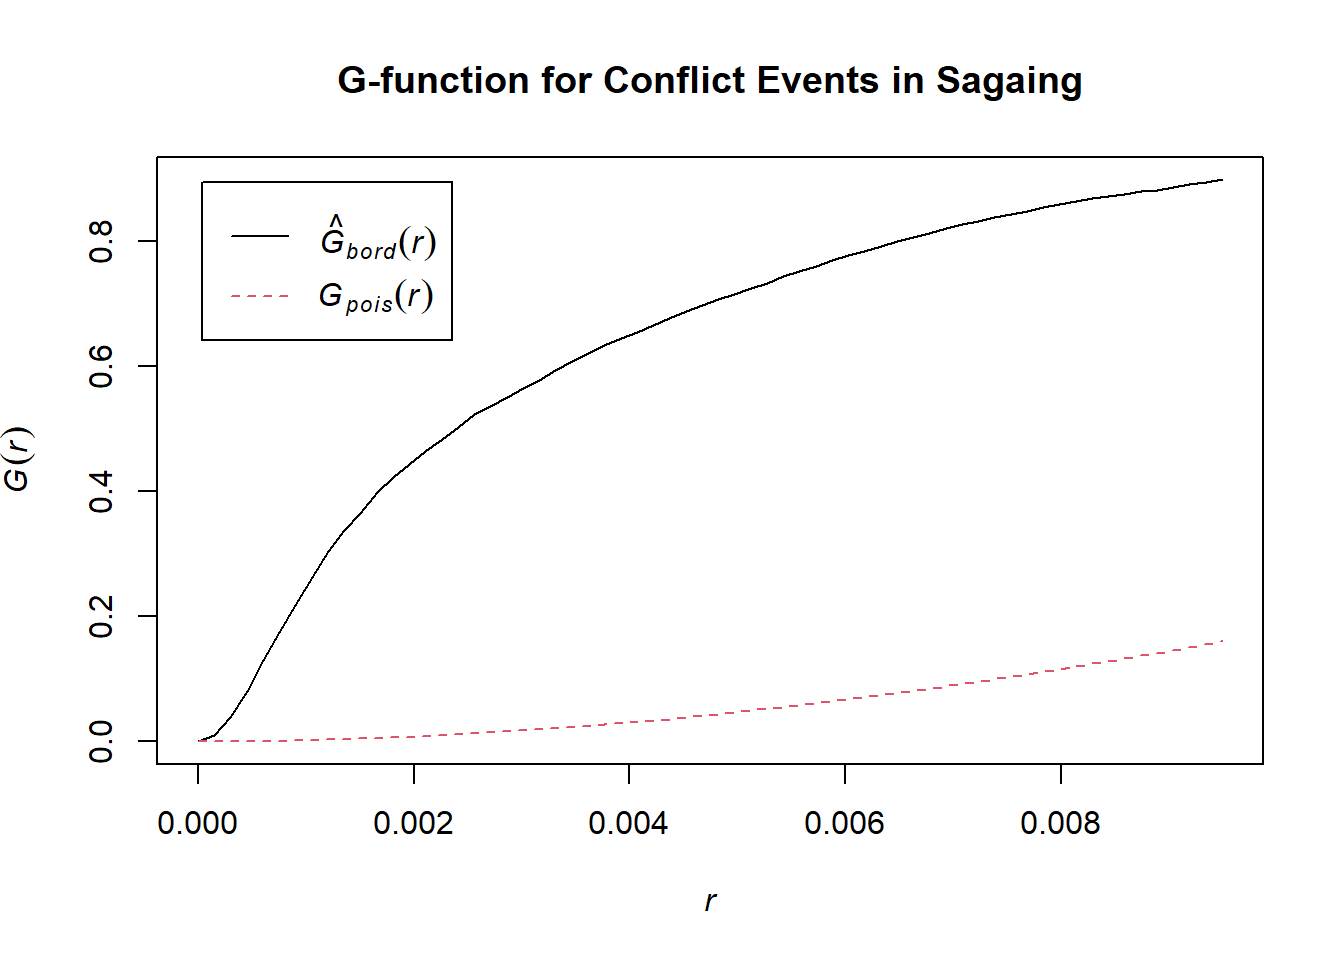 G-function for Conflict Events in Sagaing
Ĝbord(r)
Gpois(r)
G(r)
0.8
0.6
0.4
0.2
0.0
0.000 0.002 0.004 0.006 0.008
r